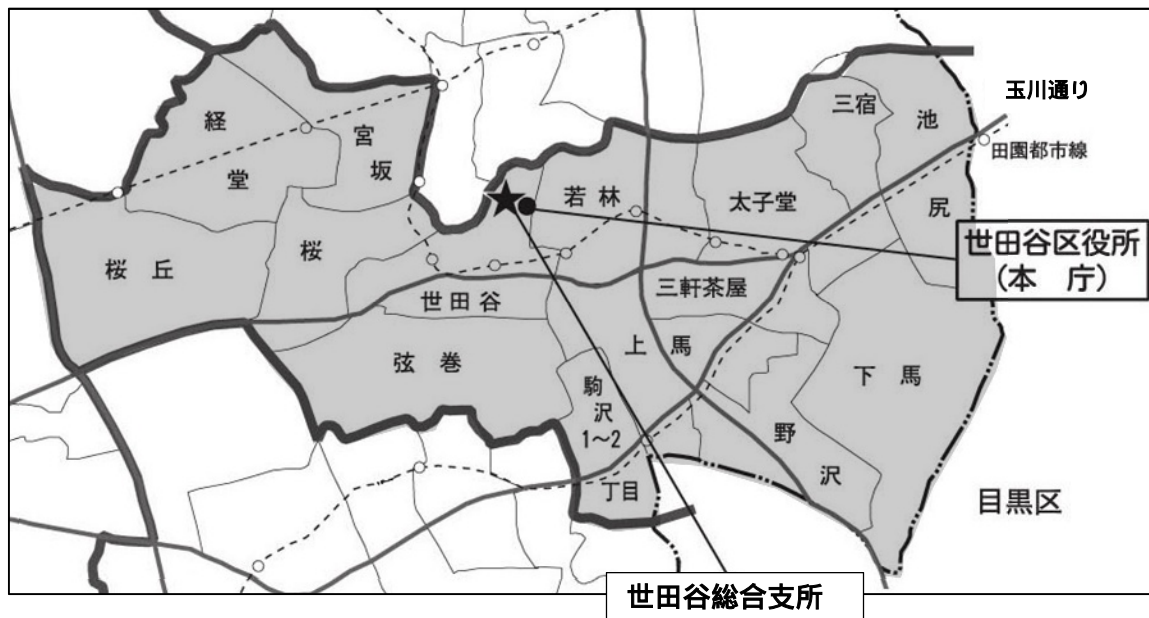 経堂
宮坂
桜丘
桜
世田谷
弦巻
若林
太子堂
三宿
池尻
三軒茶屋
上馬
駒沢
1～2
丁目
野沢
下馬
玉川通り
田園都市線
世田谷区役所
（本　庁）
目黒区
世田谷総合支所